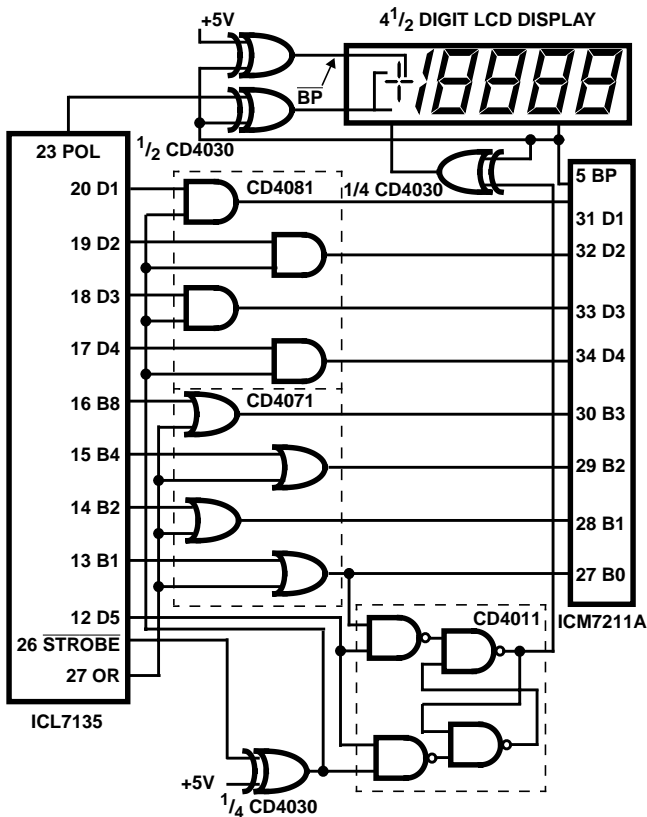 4 1/2 DIGIT LCD DISPLAY
+5V
BP
1/2 CD4030
23 POL
5 BP
CD4081
1/4 CD4030
20 D1
31 D1
19 D2
32 D2
18 D3
33 D3
17 D4
34 D4
CD4071
16 B8
30 B3
15 B4
29 B2
14 B2
28 B1
13 B1
27 B0
12 D5
CD4011
ICM7211A
26 STROBE
27 OR
ICL7135
+5V
1/4 CD4030